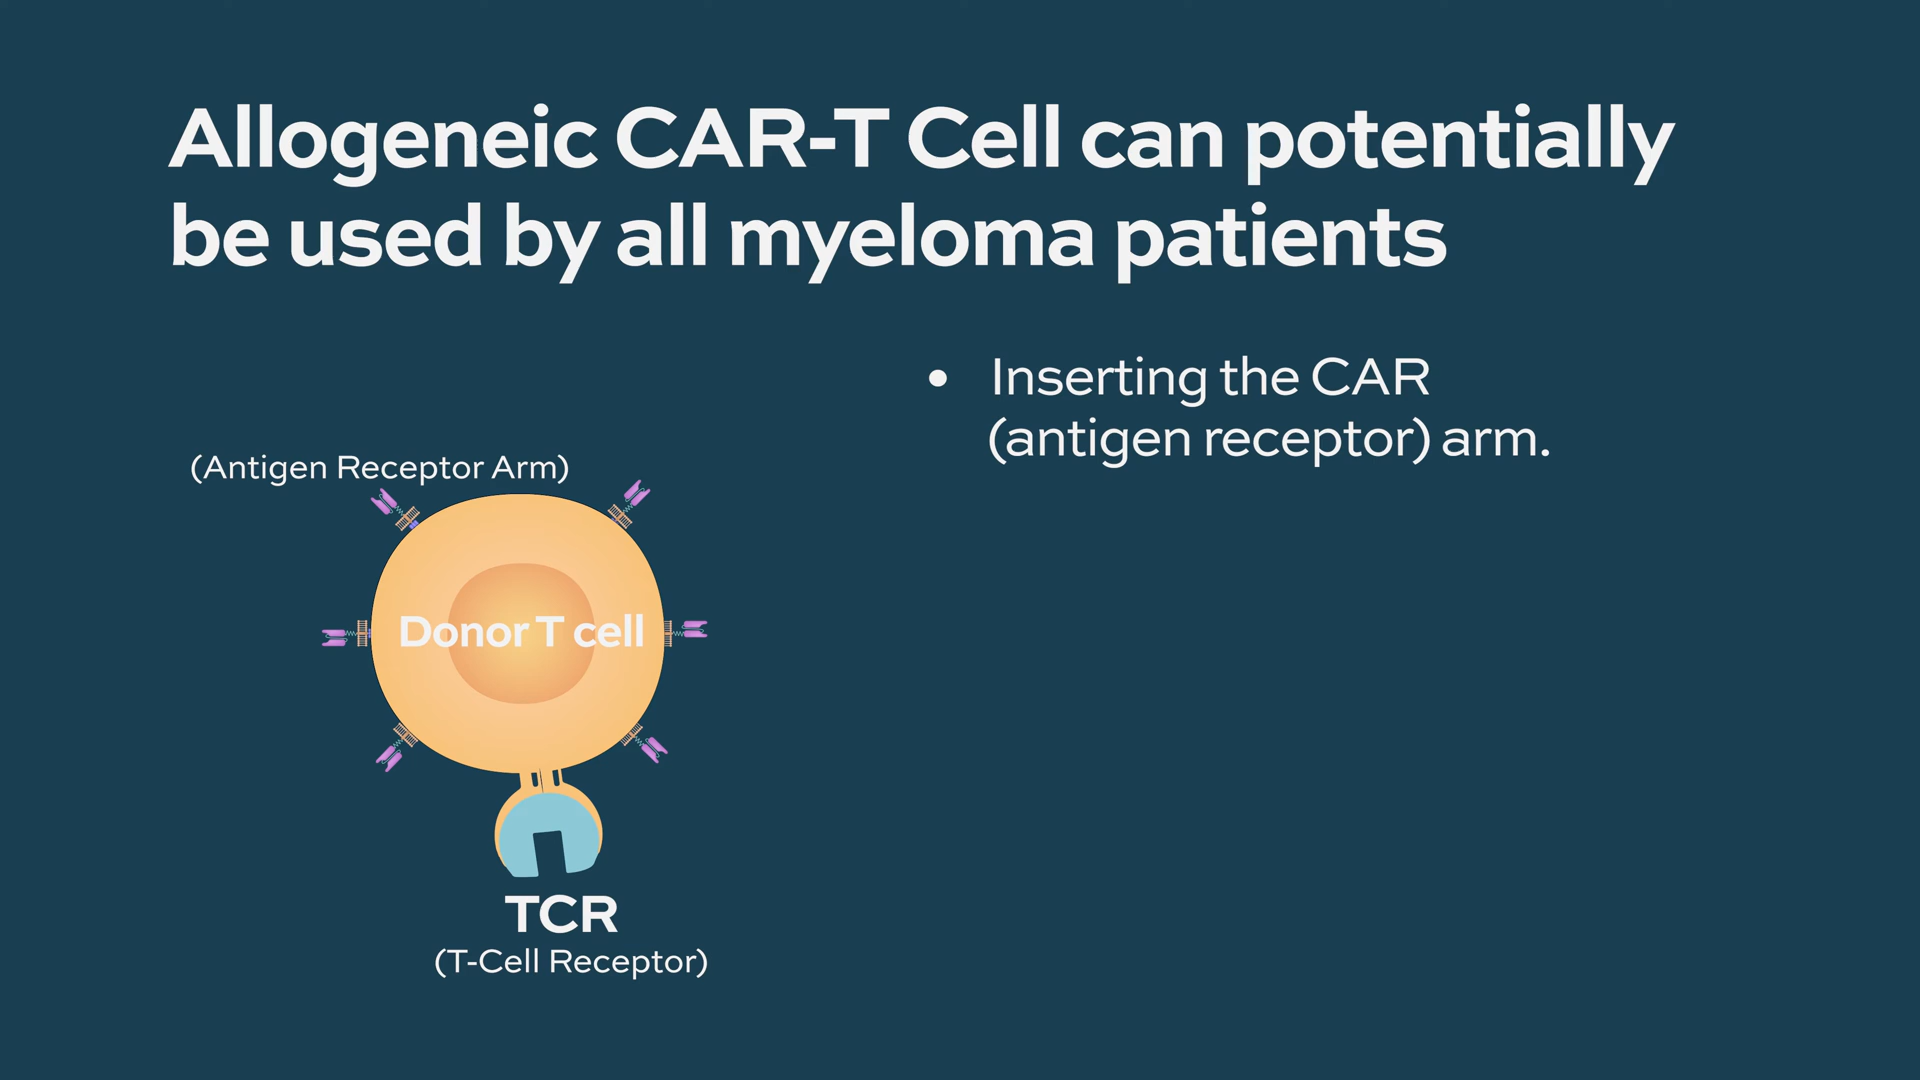 Allogeneic CAR-T Cell can potentially
be used by all myeloma patients
• Inserting the CAR
(antigen receptor) arm.
(Antigen Receptor Arm)
Donor T cell
TCR
(T-Cell Receptor)